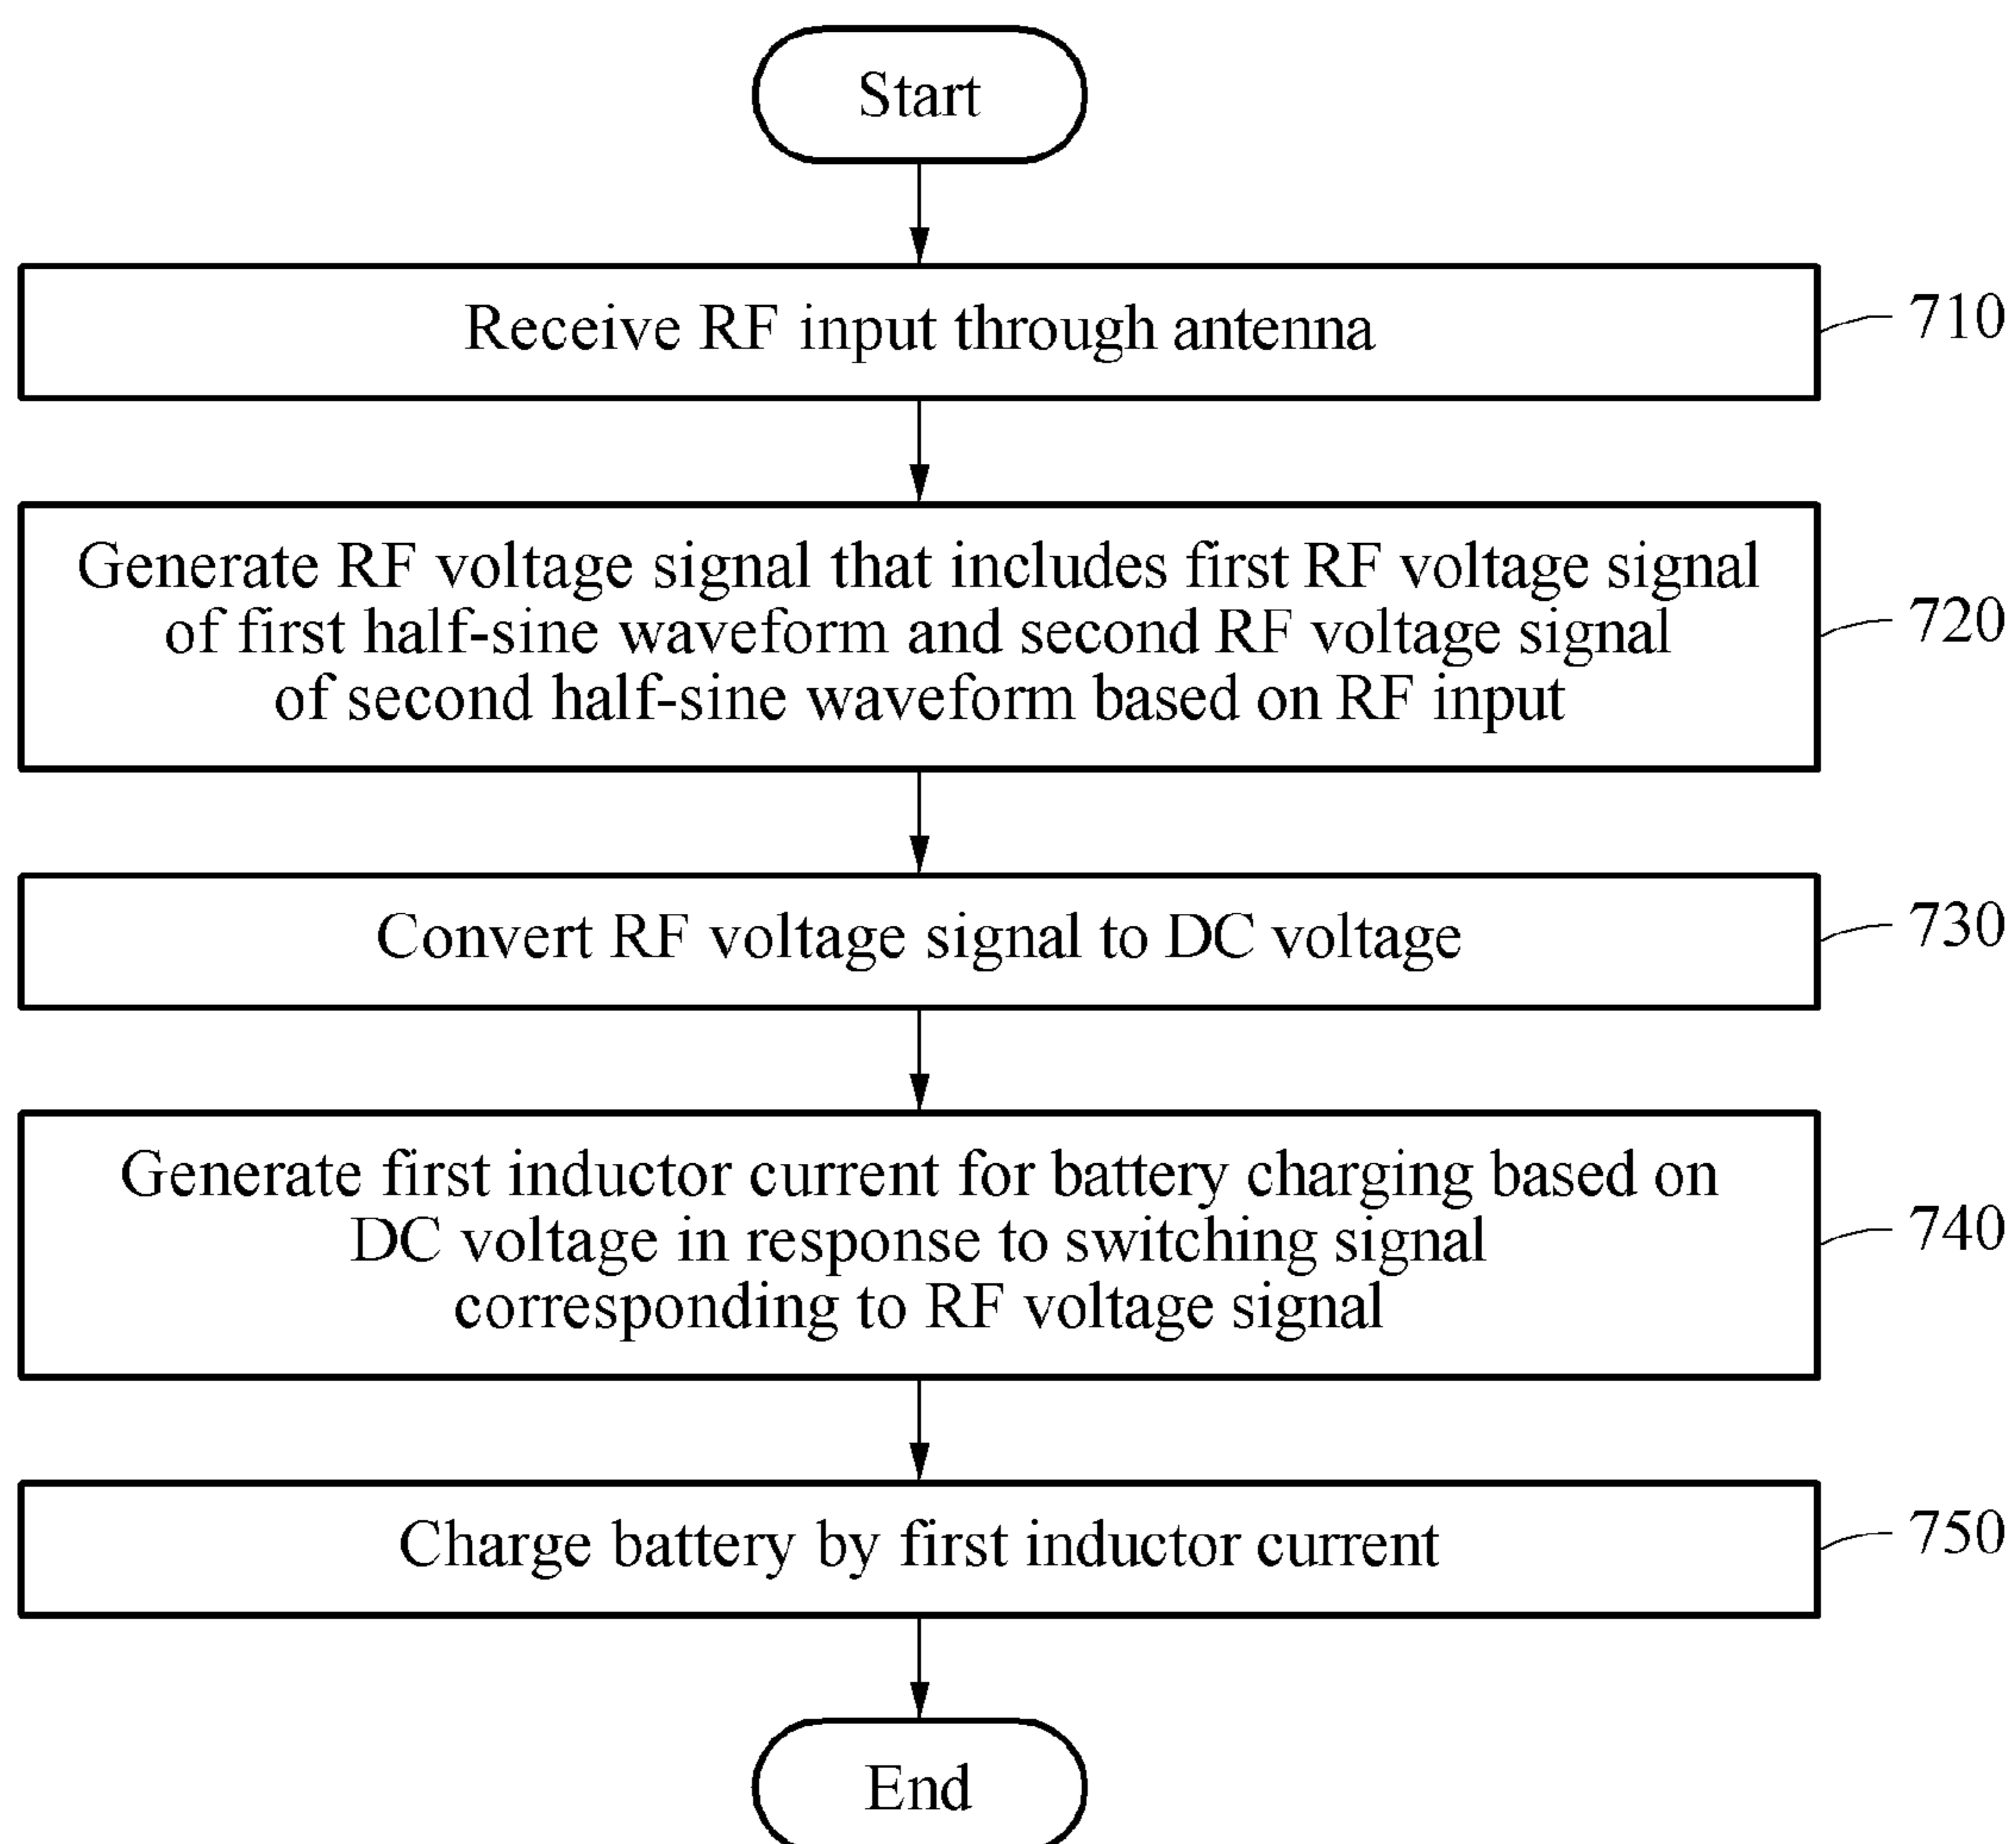 Start
Receive RF input through antenna
710
Generate RF voltage signal that includes first RF voltage signal
of first half-sine waveform and second RF voltage signal
of second half-sine waveform based on RF input
720
Convert RF voltage signal to DC voltage
730
Generate first inductor current for battery charging based on
DC voltage in response to switching signal
corresponding to RF voltage signal
740
Charge battery by first inductor current
750
End